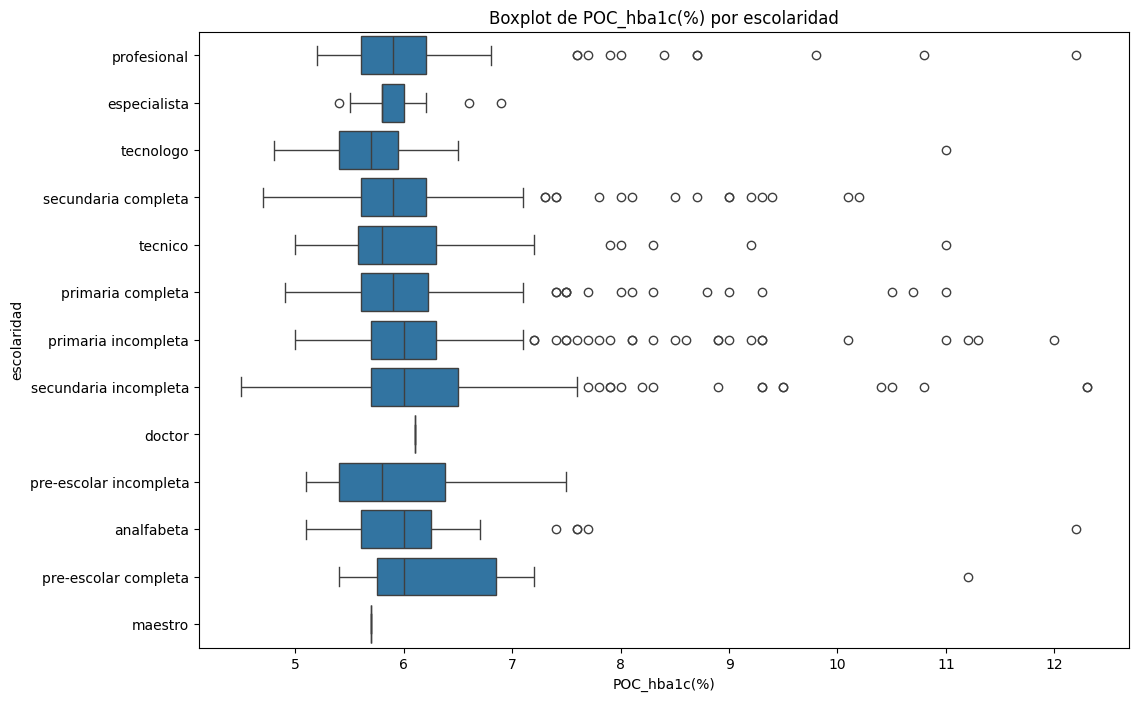 Boxplot de POC_hba1c(%) por escolaridad
profesional
especialista
tecnologo
secundaria completa
tecnico
primaria completa
primaria incompleta
secundaria incompleta
doctor
pre-escolar incompleta
analfabeta
pre-escolar completa
maestro
escolaridad
5 6 7 8 9 10 11 12
POC_hba1c(%)